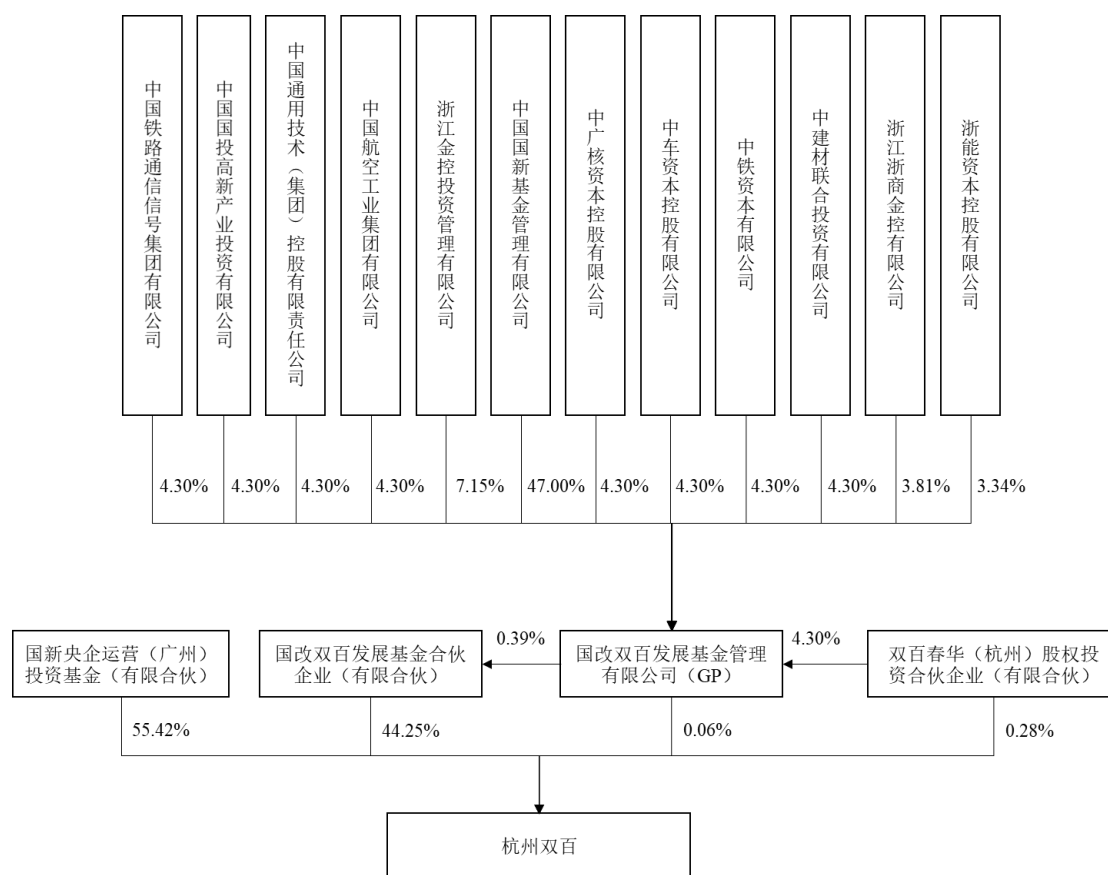 中国铁路通信信号集团有限公司
中国国投高新产业投资有限公司
中国通用技术（集团）控股有限责任公司
中国航空工业集团有限公司
浙江金控投资管理有限公司
中国国新基金管理有限公司
中广核资本控股有限公司
中车资本控股有限公司
中铁资本有限公司
中建材联合投资有限公司
浙江浙商金控有限公司
浙能资本控股有限公司
4.30%
4.30%
4.30%
4.30%
7.15%
47.00%
4.30%
4.30%
4.30%
4.30%
3.81%
3.34%
国新央企运营（广州）
投资基金（有限合伙）
国改双百发展基金合伙
企业（有限合伙）
0.39%
国改双百发展基金管理
有限公司（GP）
4.30%
双百春华（杭州）股权投
资合伙企业（有限合伙）
55.42%
44.25%
0.06%
0.28%
杭州双百